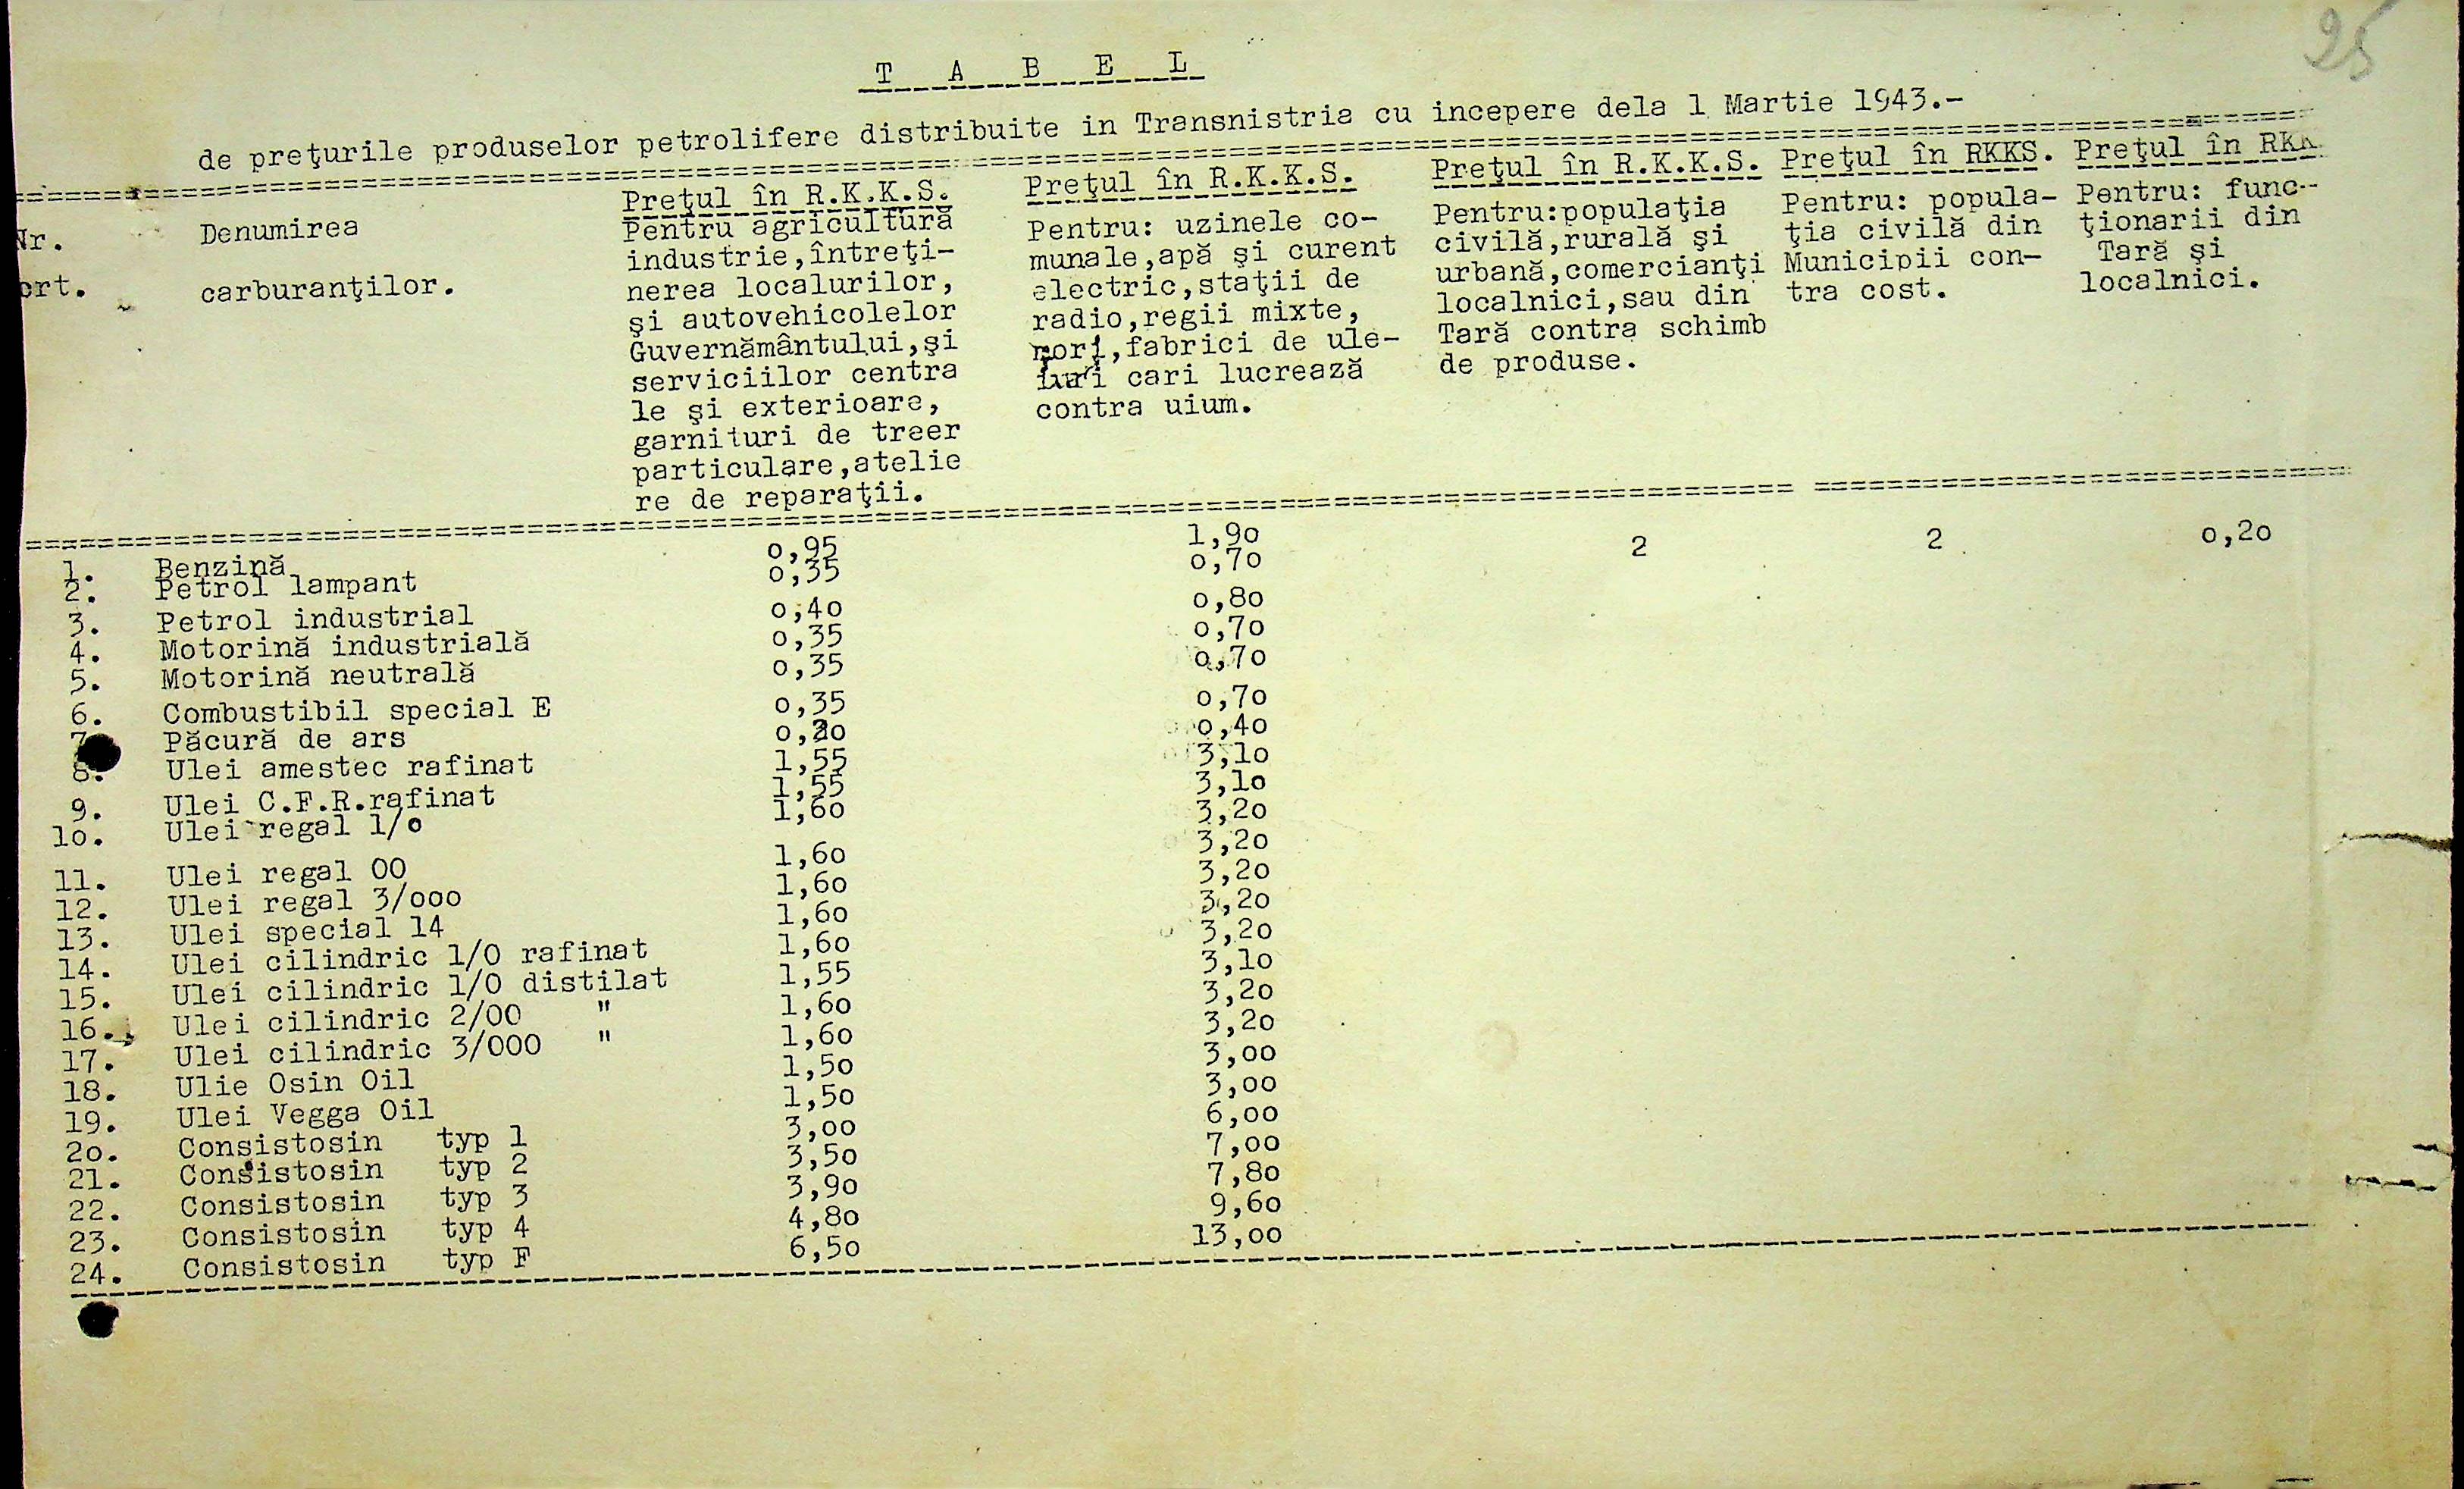 25
T A B E L
de preţurile produselor petrolifere distribuite in Transnistria cu incepere dela 1 Martie 1943.-
Nr.
crt.
Denumirea
carburanţilor.
Preţul în R.K.K.S.
Pentru agricultură
industrie,întreţi-
nerea localurilor,
şi autovehicolelor
Guvernământului,şi
serviciilor centra
le şi exterioare,
garnituri de treer
particulare,atelie
re de reparaţii.
Preţul în R.K.K.S.
Pentru: uzinele co-
munale,apă şi curent
electric,staţii de
radio,regii mixte,
mori,fabrici de ule-
iuri cari lucrează
contra uium.
Preţul în R.K.K.S.
Pentru:populaţia
civilă,rurală şi
urbană,comercianţi
localnici,sau din
Tară contra schimb
de produse.
Preţul în RKKS.
Pentru: popula-
ţia civilă din
Municipii con-
tra cost.
Preţul în RKK
Pentru: func-
ţionarii din
Tară şi
localnici.
1. Benzină 0,95 1,90
2. Petrol lampant 0,35 0,70 2 2 0,20
3. Petrol industrial 0,40 0,80
4. Motorină industrială 0,35 0,70
5. Motorină neutrală 0,35 0,70
6. Combustibil special E 0,35 0,70
7. Păcură de ars 0,20 0,40
8. Ulei amestec rafinat 1,55 3,10
9. Ulei C.F.R.rafinat 1,55 3,10
10. Ulei regal 1/o 1,60 3,20
11. Ulei regal 00 1,60 3,20
12. Ulei regal 3/ooo 1,60 3,20
13. Ulei special 14 1,60 3,20
14. Ulei cilindric 1/0 rafinat 1,60 3,20
15. Ulei cilindric 1/0 distilat 1,55 3,10
16. Ulei cilindric 2/00 " 1,60 3,20
17. Ulei cilindric 3/000 " 1,60 3,20
18. Ulie Osin Oil 1,50 3,00
19. Ulei Vegga Oil 1,50 3,00
20. Consistosin typ 1 3,00 6,00
21. Consistosin typ 2 3,50 7,00
22. Consistosin typ 3 3,90 7,80
23. Consistosin typ 4 4,80 9,60
24. Consistosin typ F 6,50 13,00